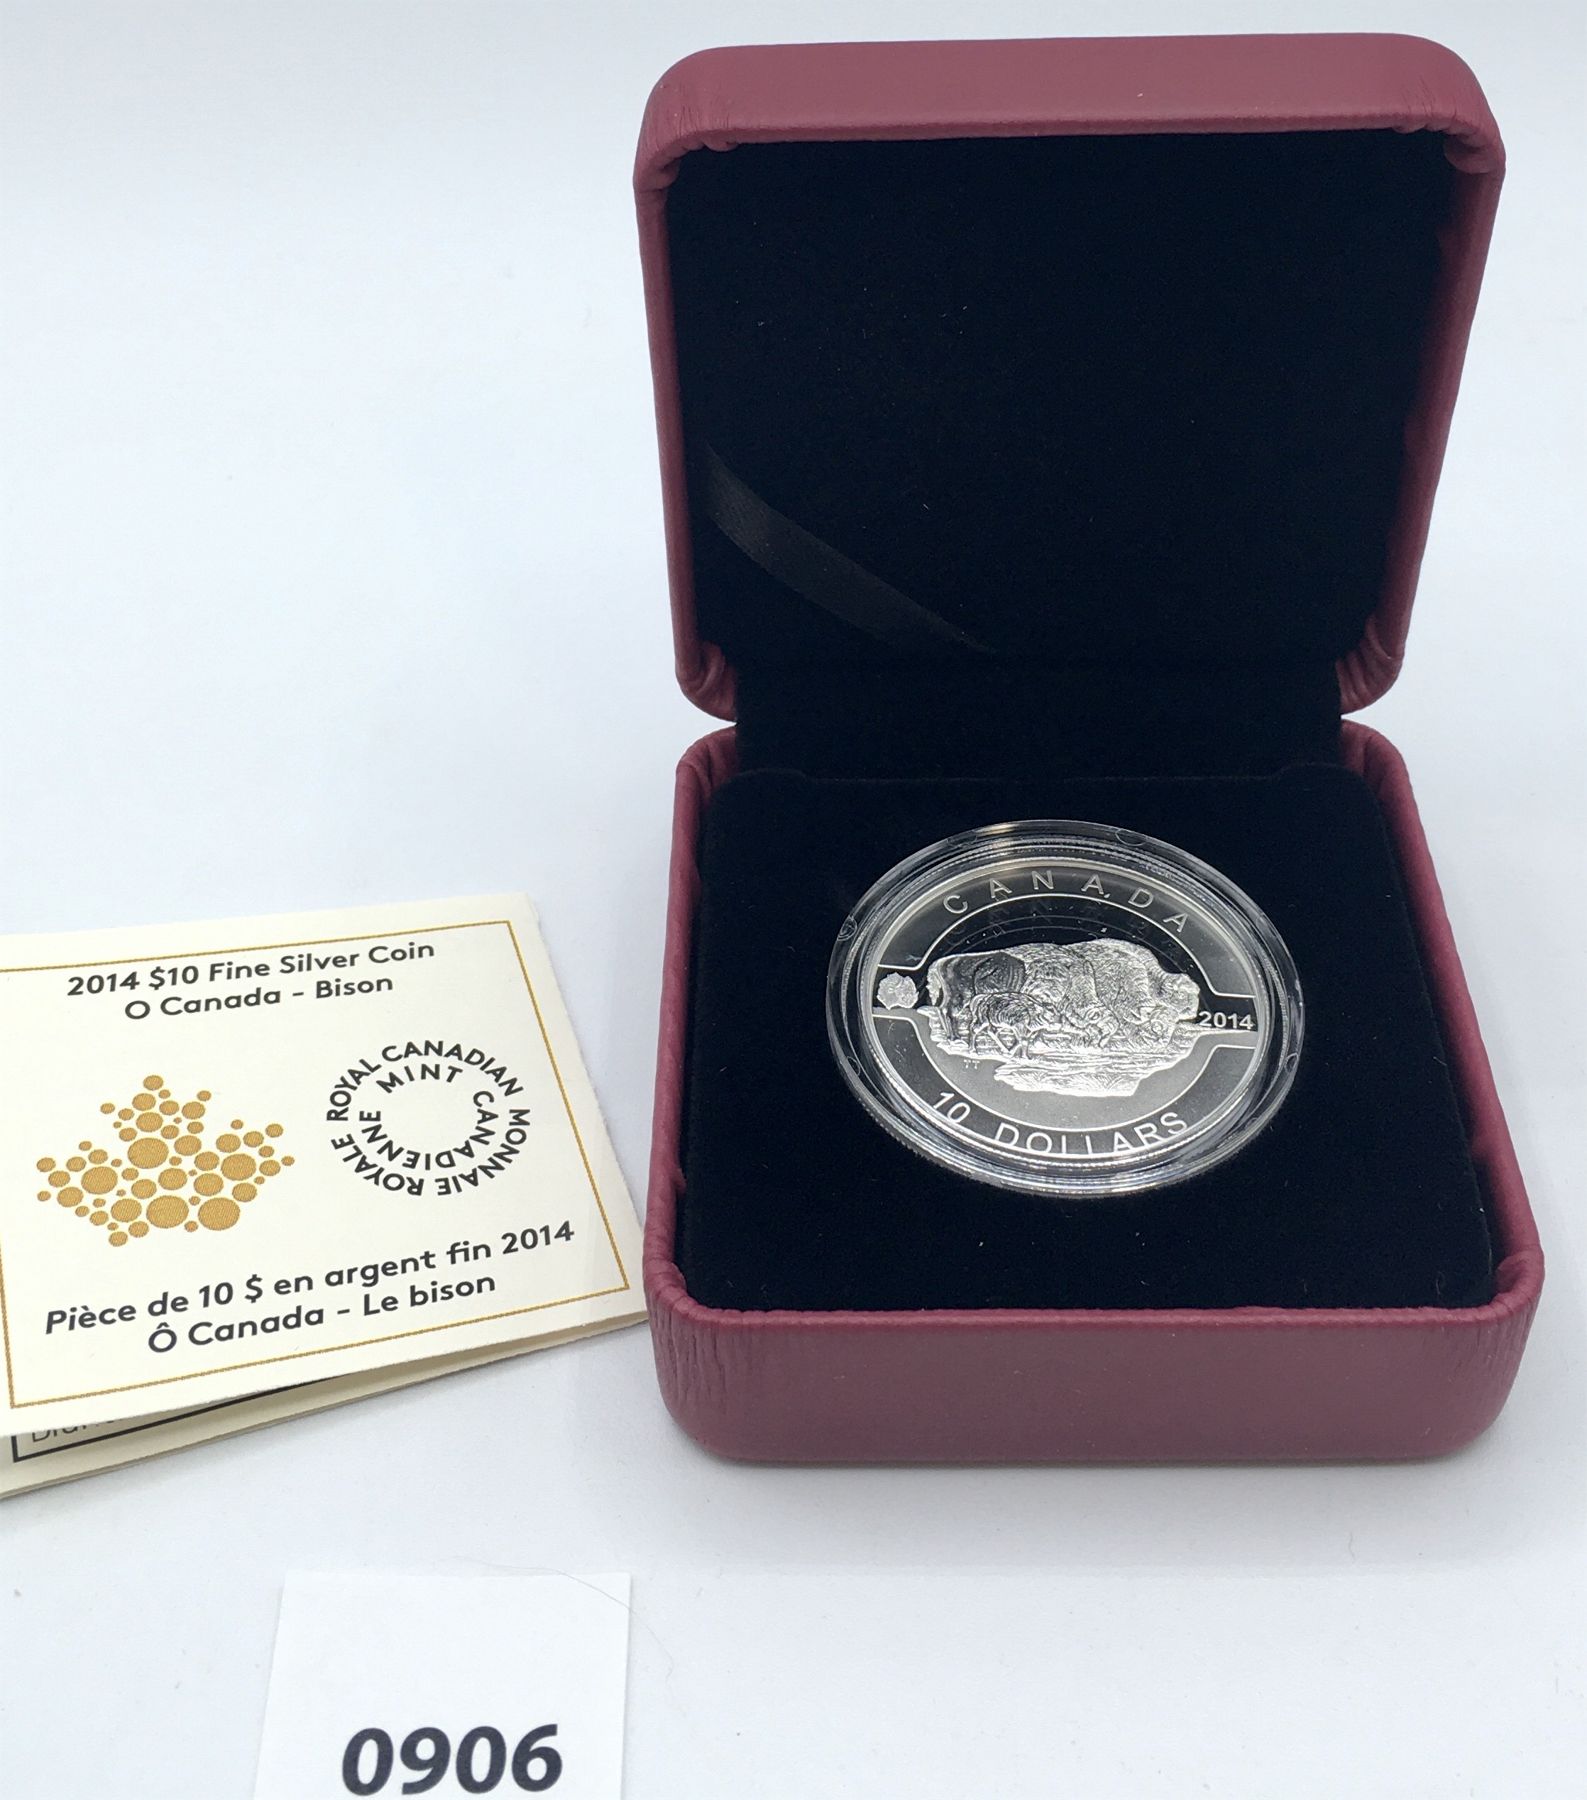 2014 $10 Fine Silver Coin
O Canada - Bison
ROYAL CANADIAN MINT
MONNAIE ROYALE CANADIENNE
Pièce de 10 $ en argent fin 2014
Ô Canada - Le bison
CANADA
2014
TT
10 DOLLARS
0906